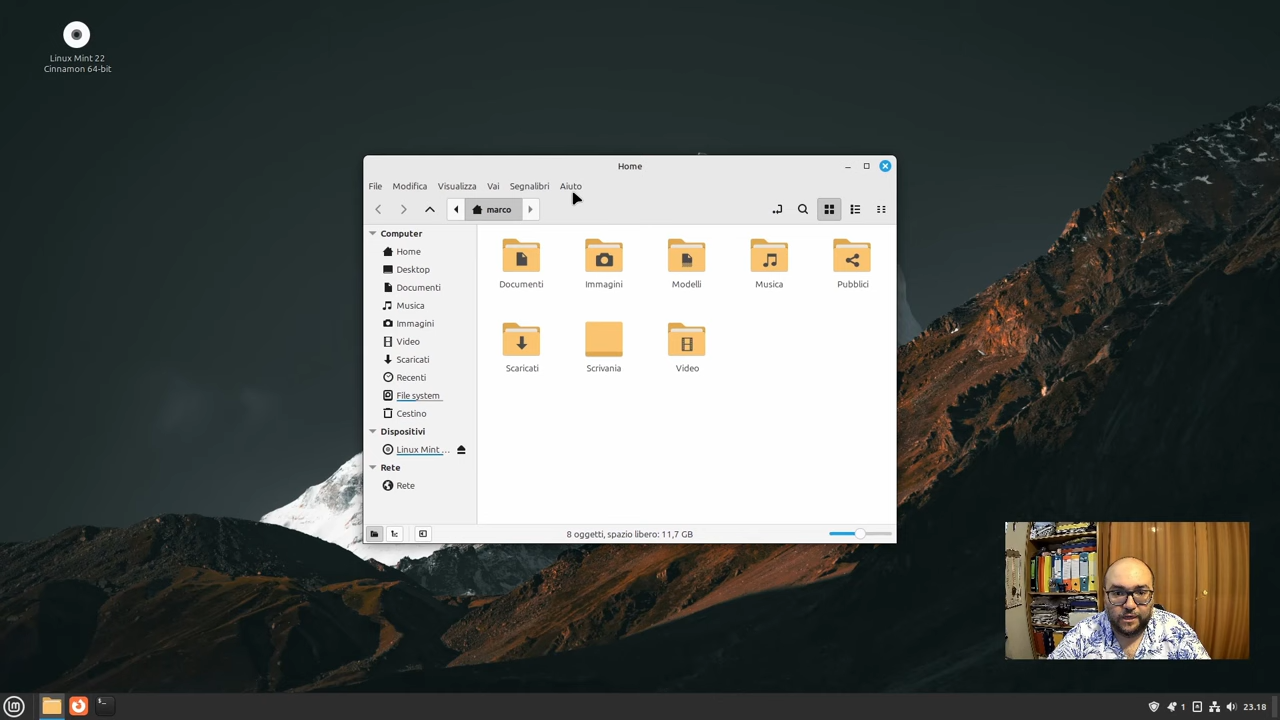 Linux Mint 22
Cinnamon 64-bit
Home
File Modifica Visualizza Vai Segnalibri Aiuto
marco
Computer
Home
Desktop
Documenti
Musica
Immagini
Video
Scaricati
Recenti
File system
Cestino
Dispositivi
Linux Mint ...
Rete
Rete
Documenti Immagini Modelli Musica Pubblici
Scaricati Scrivania Video
8 oggetti, spazio libero: 11,7 GB
1 23.18